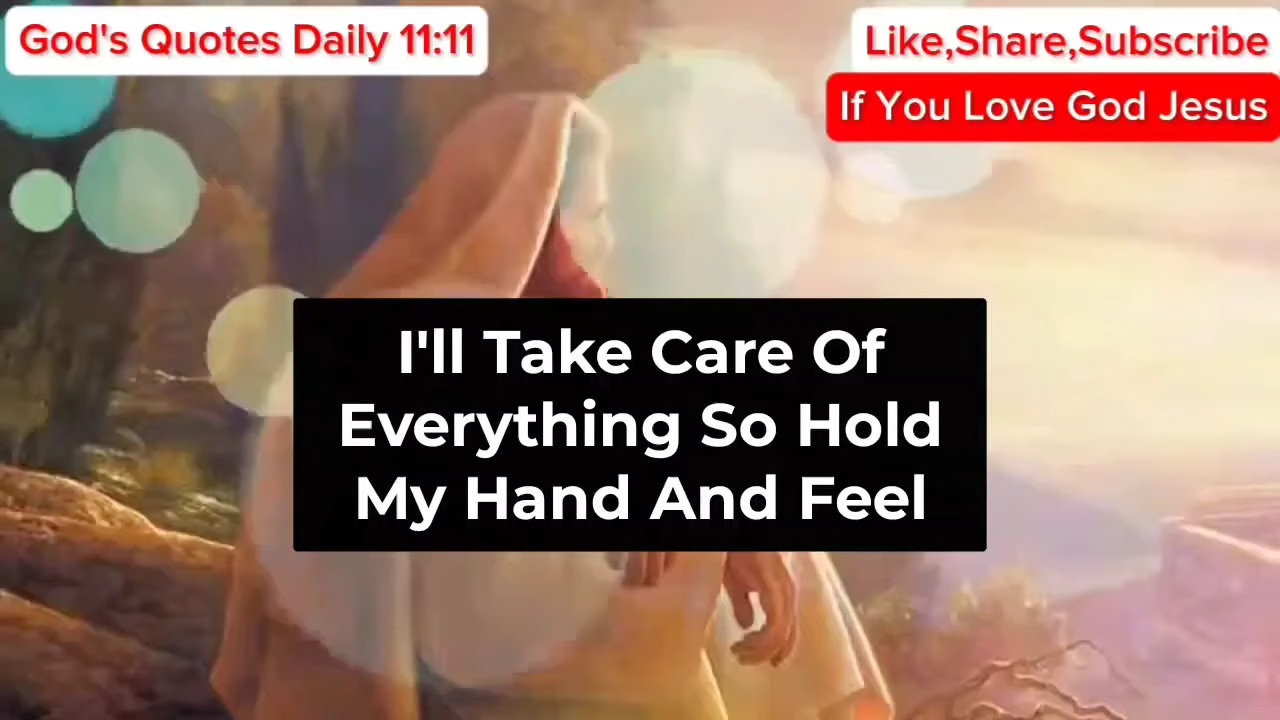 God's Quotes Daily 11:11
Like,Share,Subscribe
If You Love God Jesus
I'll Take Care Of
Everything So Hold
My Hand And Feel